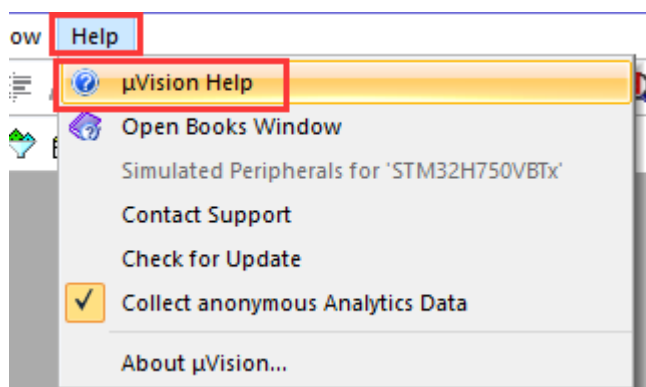 ow Help
µVision Help
Open Books Window
Simulated Peripherals for 'STM32H750VBTx'
Contact Support
Check for Update
Collect anonymous Analytics Data
About µVision...